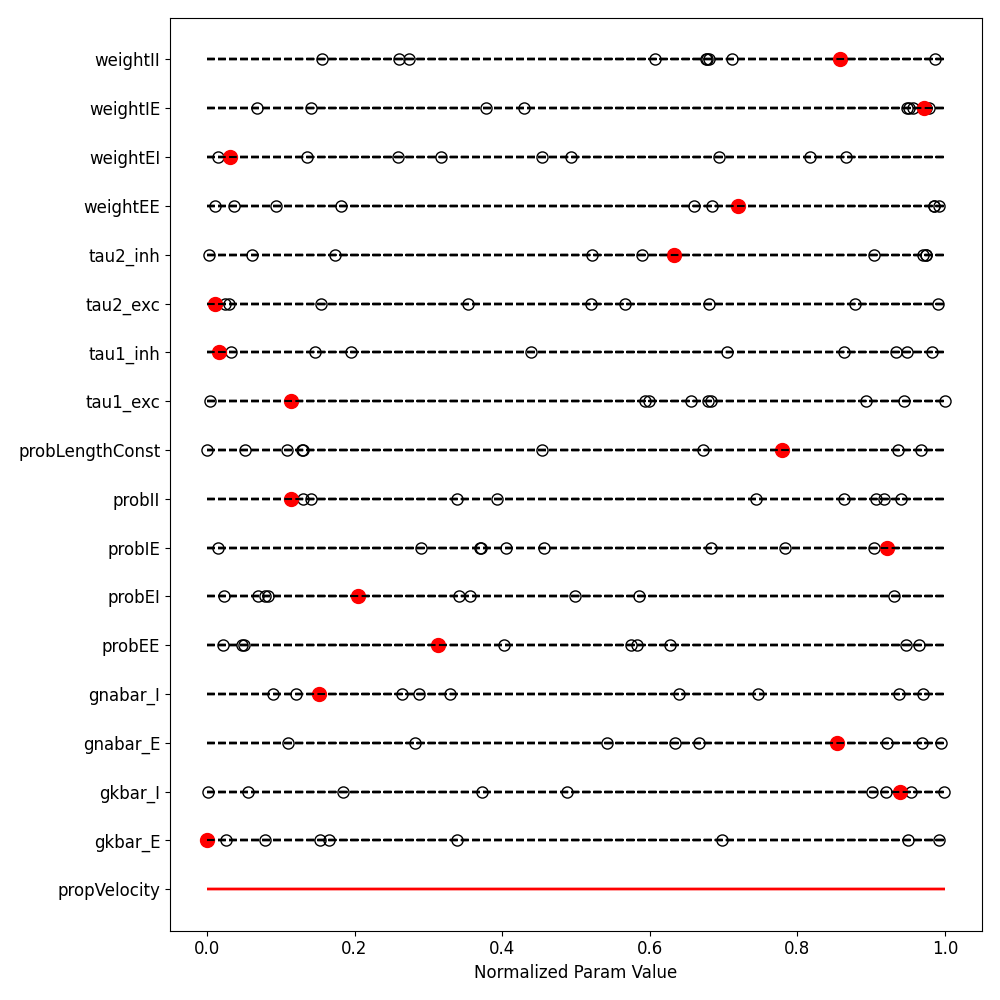 weightII
weightIE
weightEI
weightEE
tau2_inh
tau2_exc
tau1_inh
tau1_exc
probLengthConst
probII
probIE
probEI
probEE
gnabar_I
gnabar_E
gkbar_I
gkbar_E
propVelocity
0.0 0.2 0.4 0.6 0.8 1.0
Normalized Param Value